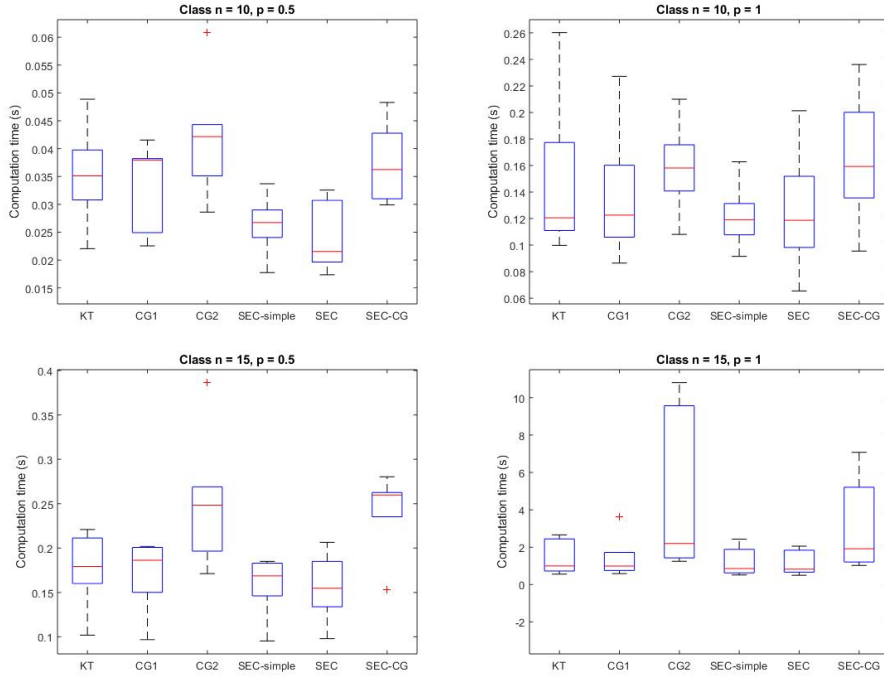 Class n = 10, p = 0.5
Computation time (s)
0.06
0.055
0.05
0.045
0.04
0.035
0.03
0.025
0.02
0.015
KT CG1 CG2 SEC-simple SEC SEC-CG
Class n = 10, p = 1
Computation time (s)
0.26
0.24
0.22
0.2
0.18
0.16
0.14
0.12
0.1
0.08
0.06
KT CG1 CG2 SEC-simple SEC SEC-CG
Class n = 15, p = 0.5
Computation time (s)
0.4
0.35
0.3
0.25
0.2
0.15
0.1
KT CG1 CG2 SEC-simple SEC SEC-CG
Class n = 15, p = 1
Computation time (s)
10
8
6
4
2
0
-2
KT CG1 CG2 SEC-simple SEC SEC-CG